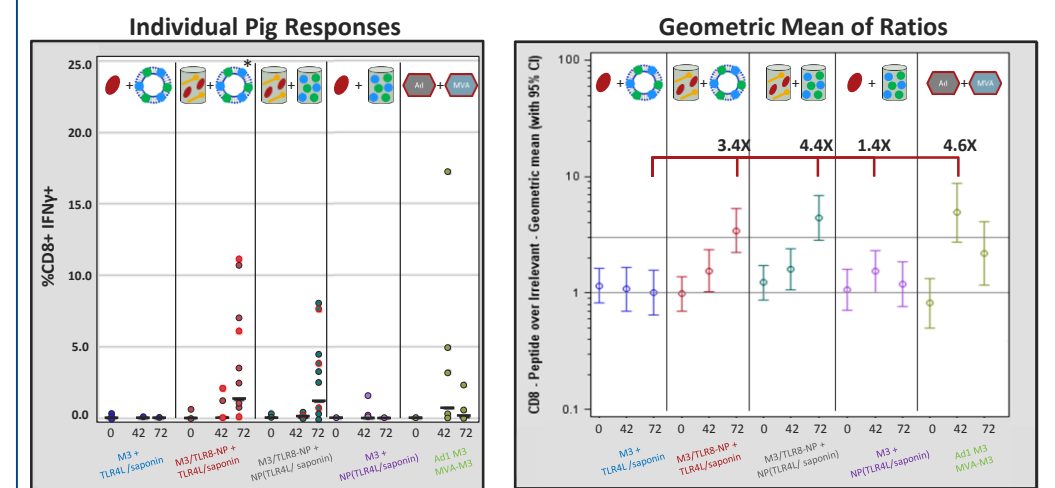 Individual Pig Responses
%CD8+ IFNγ+
25.0
20.0
15.0
10.0
5.0
0.0
+
+
*
+
+
Ad + MVA
0 42 72 0 42 72 0 42 72 0 42 72 0 42 72
M3 +
TLR4L /saponin
M3/TLR8-NP +
TLR4L/saponin
M3/TLR8-NP +
NP(TLR4L/ saponin)
M3 +
NP(TLR4L/saponin)
Ad1 M3
MVA-M3
Geometric Mean of Ratios
CD8 - Peptide over Irrelevant - Geometric mean (with 95% CI)
100
10
1
0.1
+
+
+
+
Ad + MVA
3.4X 4.4X 1.4X 4.6X
0 42 72 0 42 72 0 42 72 0 42 72 0 42 72
M3 +
TLR4L /saponin
M3/TLR8-NP +
TLR4L/saponin
M3/TLR8-NP +
NP(TLR4L/ saponin)
M3 +
NP(TLR4L/saponin)
Ad1 M3
MVA-M3